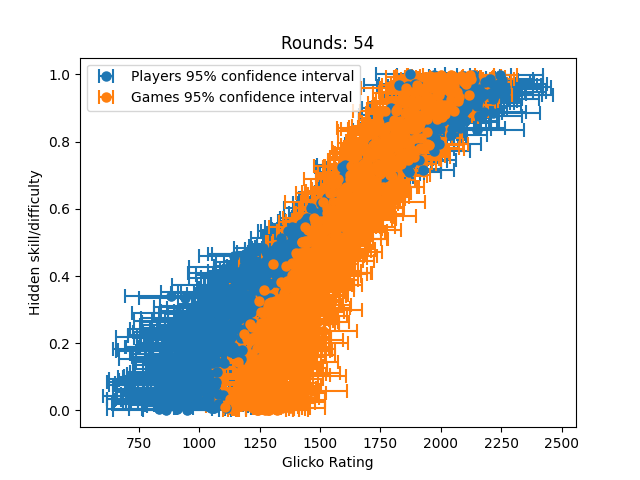 Rounds: 54
Players 95% confidence interval
Games 95% confidence interval
1.0
0.8
0.6
0.4
0.2
0.0
Hidden skill/difficulty
750 1000 1250 1500 1750 2000 2250 2500
Glicko Rating